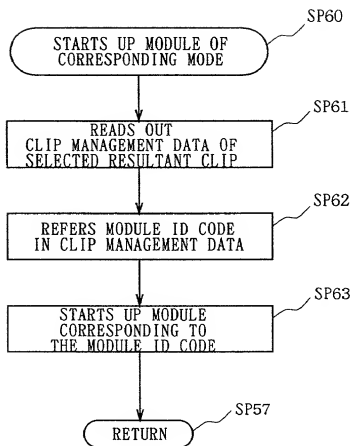 SP60
STARTS UP MODULE OF
CORRESPONDING MODE
SP61
READS OUT
CLIP MANAGEMENT DATA OF
SELECTED RESULTANT CLIP
SP62
REFERS MODULE ID CODE
IN CLIP MANAGEMENT DATA
SP63
STARTS UP MODULE
CORRESPONDING TO
THE MODULE ID CODE
SP57
RETURN